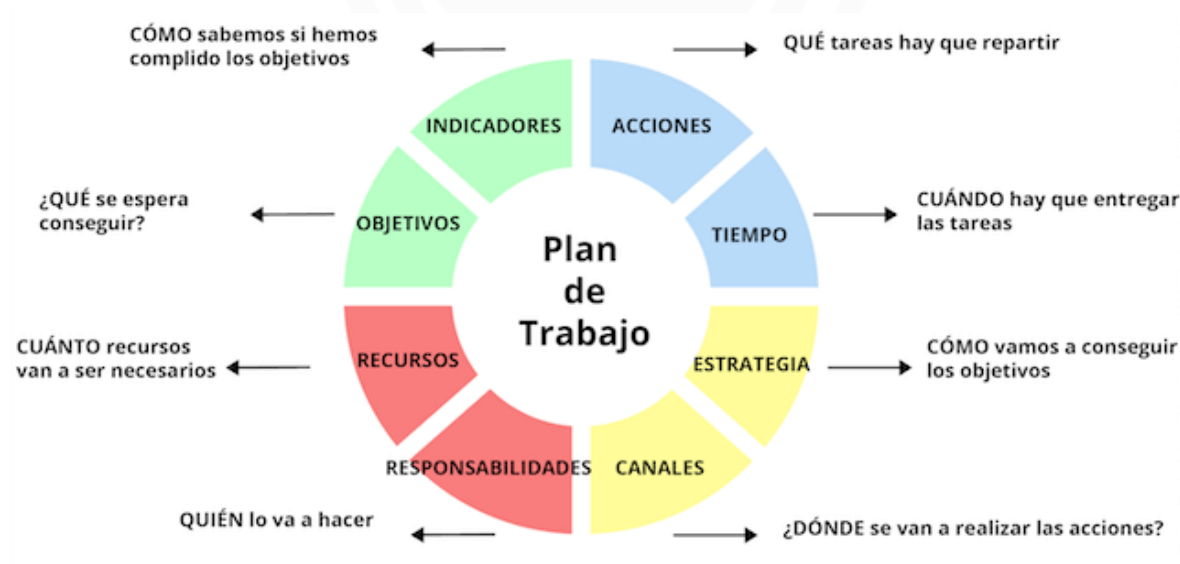 CÓMO sabemos si hemos
complido los objetivos
QUÉ tareas hay que repartir
INDICADORES
ACCIONES
¿QUÉ se espera
conseguir?
OBJETIVOS
TIEMPO
CUÁNDO hay que entregar
las tareas
Plan
de
Trabajo
CUÁNTO recursos
van a ser necesarios
RECURSOS
ESTRATEGIA
CÓMO vamos a conseguir
los objetivos
RESPONSABILIDADES
CANALES
QUIÉN lo va a hacer
¿DÓNDE se van a realizar las acciones?